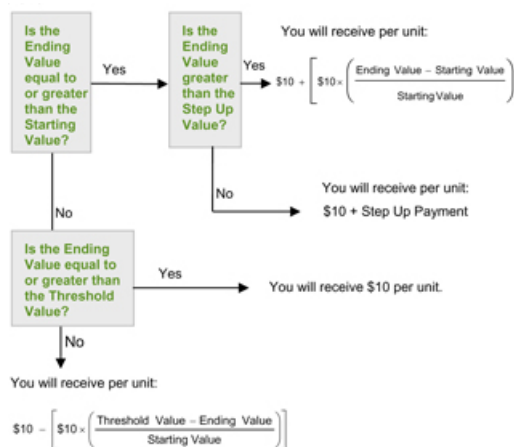 Is the
Ending
Value
equal to
or greater
than the
Starting
Value?
Yes
Is the
Ending
Value
greater
than the
Step Up
Value?
Yes
You will receive per unit:
$10 + [ $10 × ( Ending Value – Starting Value
Starting Value )
No
You will receive per unit:
$10 + Step Up Payment
No
Is the Ending
Value equal to
or greater than
the Threshold
Value?
Yes
You will receive $10 per unit.
No
You will receive per unit:
$10 – [ $10 × ( Threshold Value – Ending Value
Starting Value ) ]